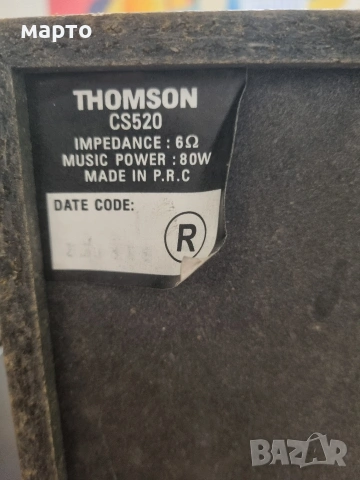 марто
THOMSON
CS520
IMPEDANCE : 6Ω
MUSIC POWER : 80W
MADE IN P.R.C
DATE CODE:
R
BAZAR